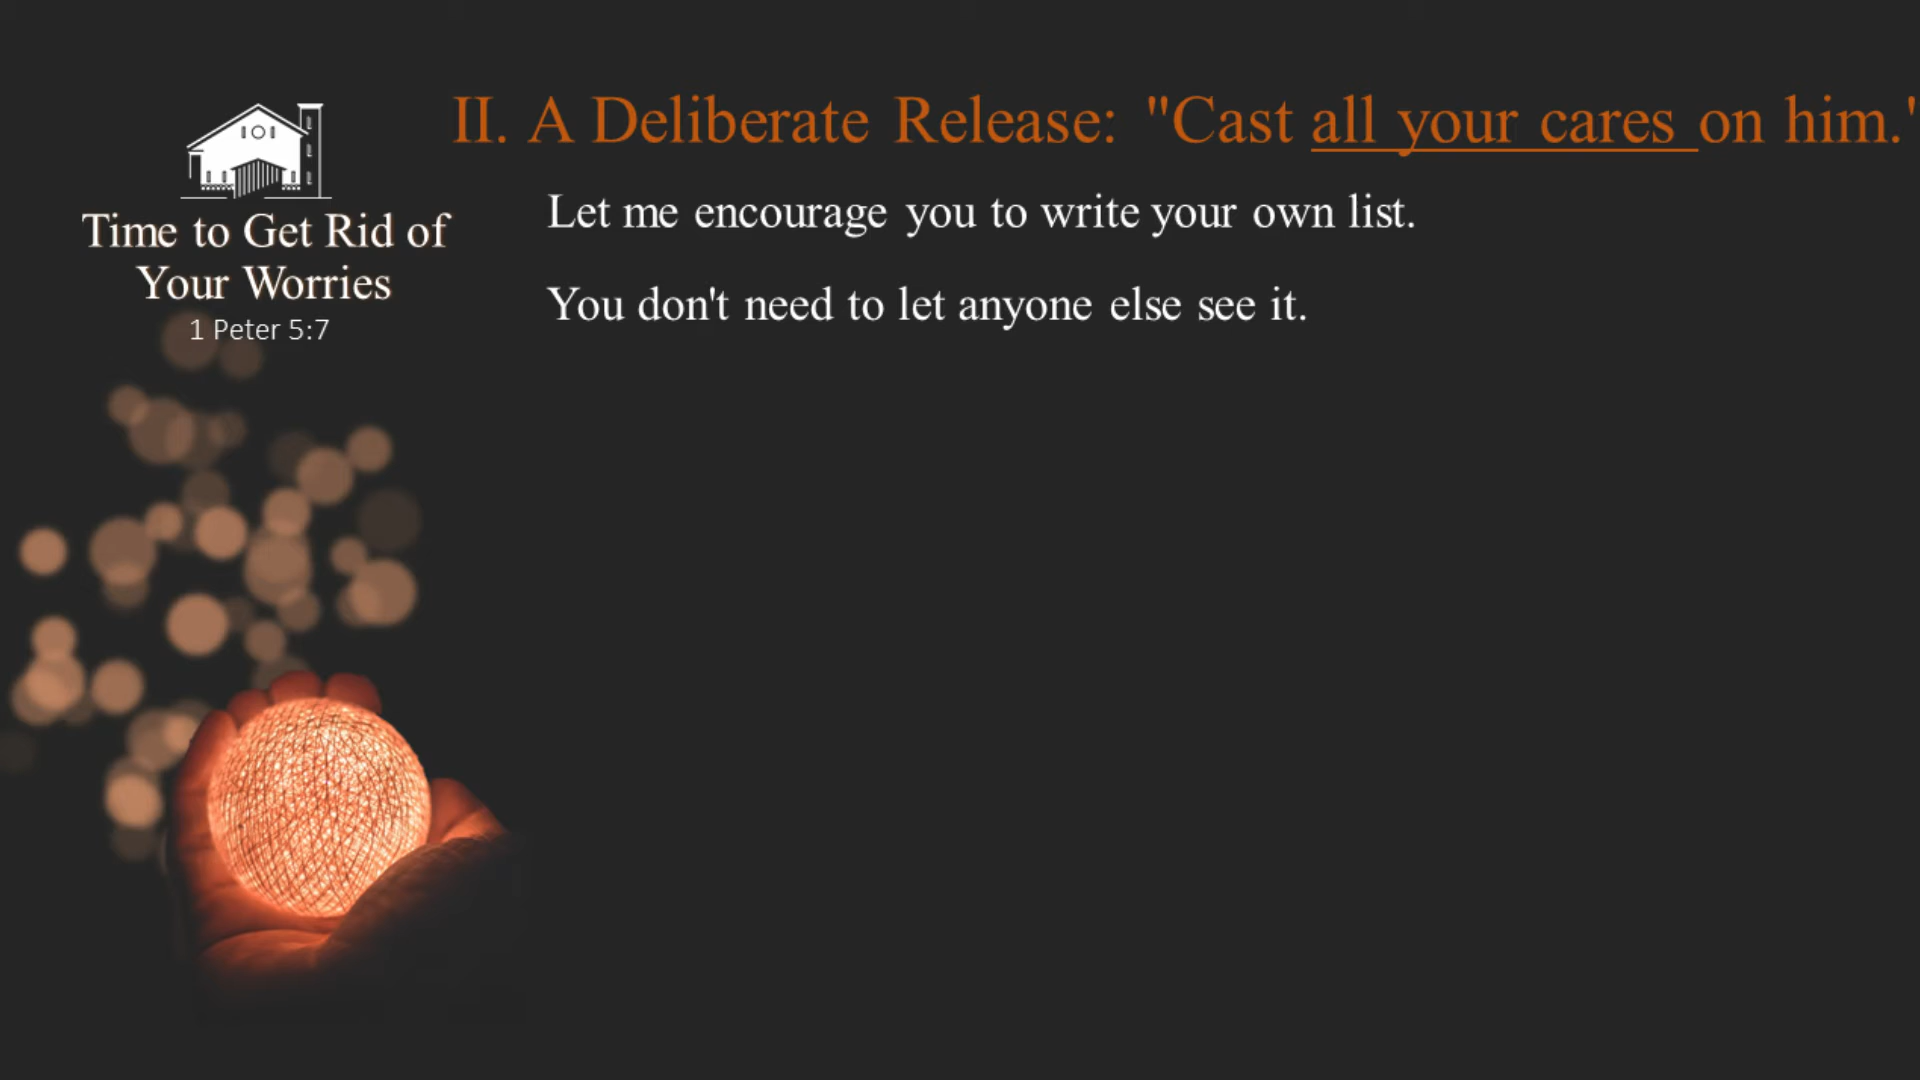 Time to Get Rid of
Your Worries
1 Peter 5:7
II. A Deliberate Release: "Cast all your cares on him.'
Let me encourage you to write your own list.
You don't need to let anyone else see it.